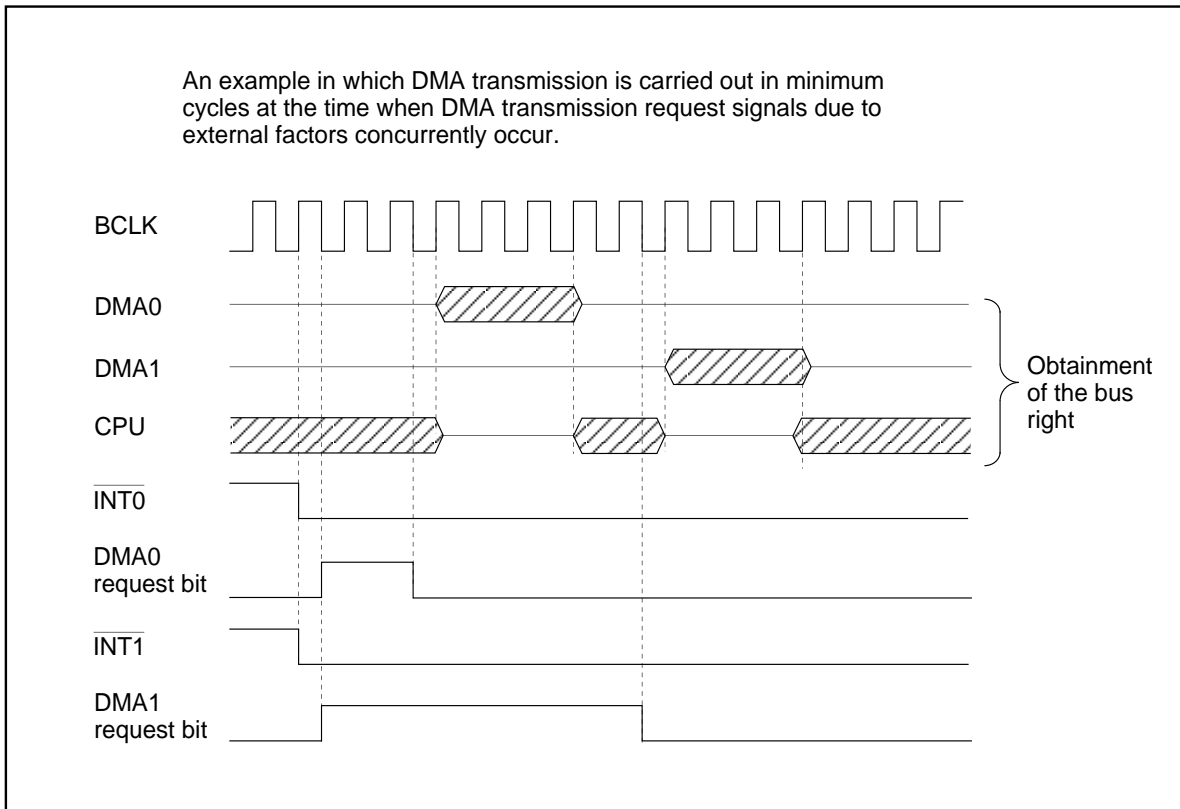 An example in which DMA transmission is carried out in minimum
cycles at the time when DMA transmission request signals due to
external factors concurrently occur.
BCLK
DMA0
DMA1
CPU
Obtainment
of the bus
right
INT0
DMA0
request bit
INT1
DMA1
request bit